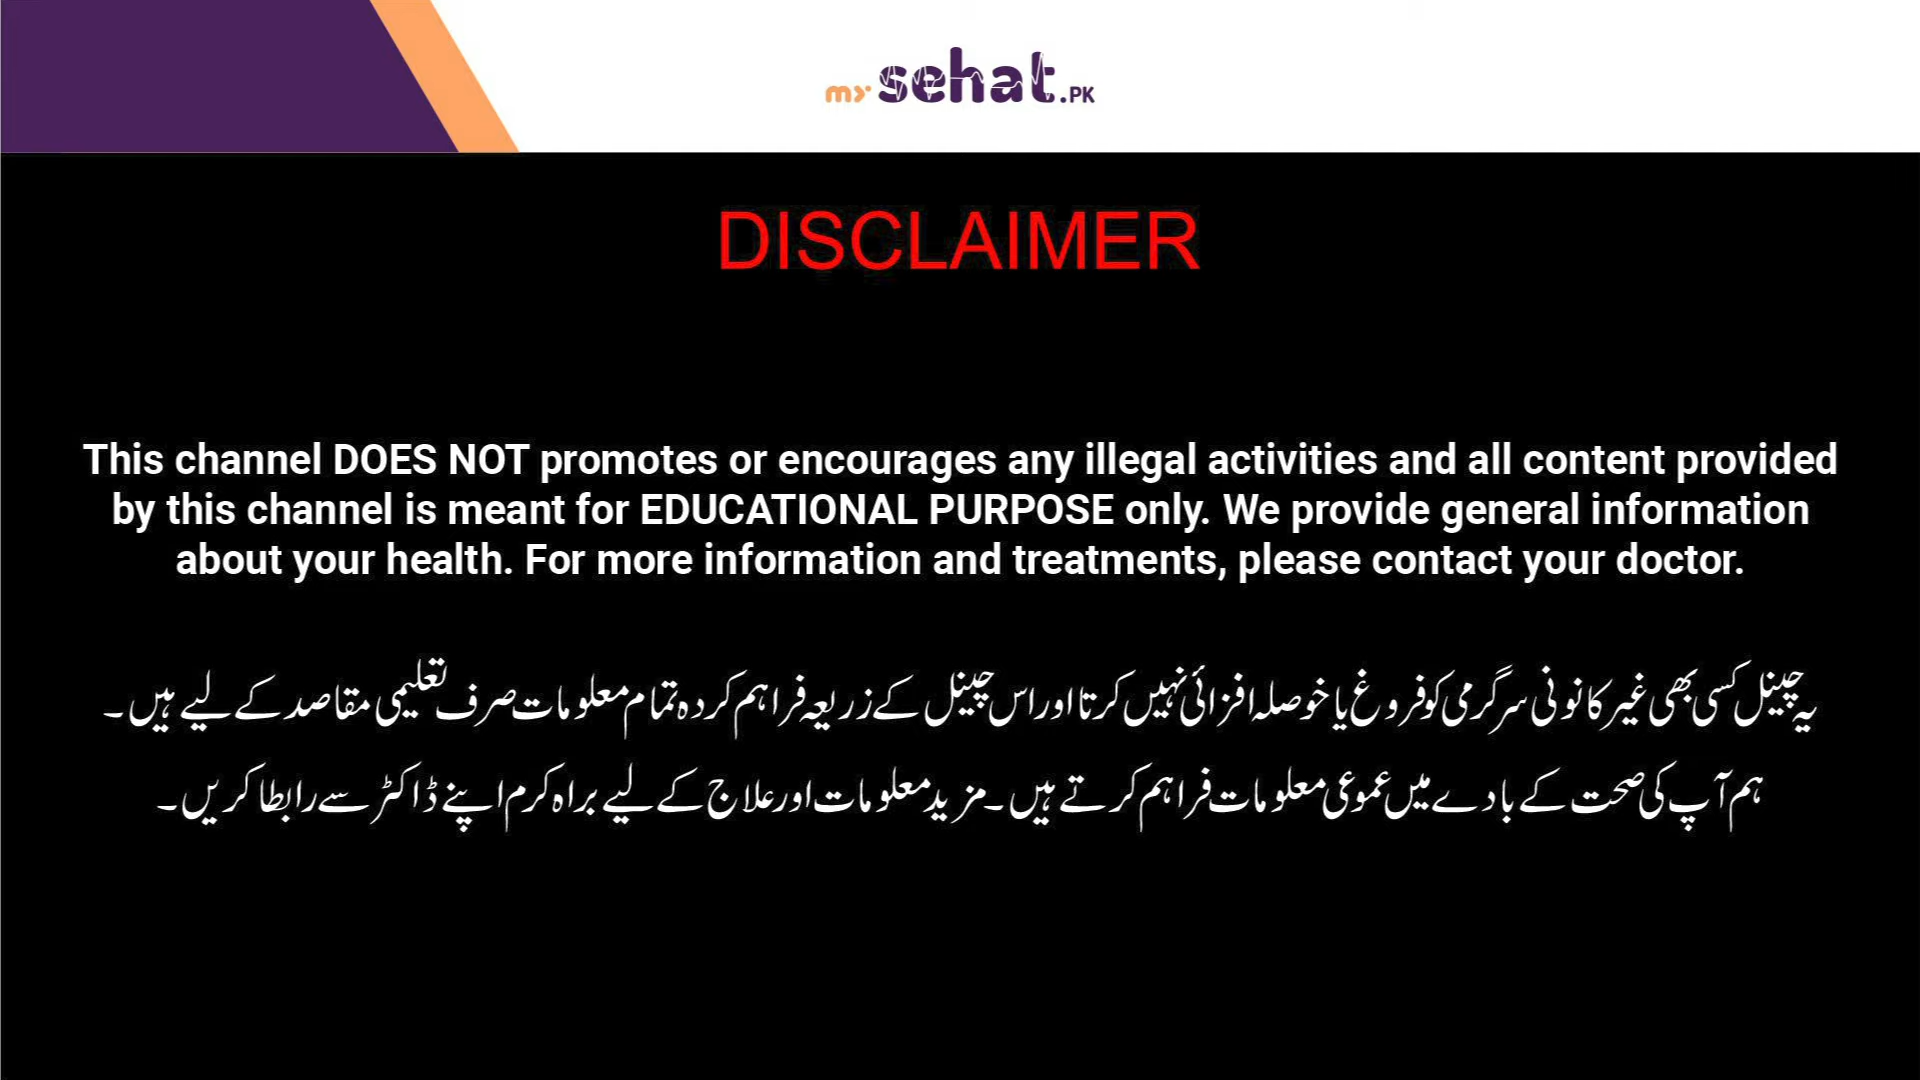 my sehat.PK
DISCLAIMER
This channel DOES NOT promotes or encourages any illegal activities and all content provided
by this channel is meant for EDUCATIONAL PURPOSE only. We provide general information
about your health. For more information and treatments, please contact your doctor.
یہ چینل کسی بھی غیر کانونی سرگرمی کو فروغ یا خوصلہ افزائی نہیں کرتا اور اس چینل کے زریعہ فراہم کردہ تمام معلومات صرف تعلیمی مقاصد کے لیے ہیں۔
ہم آپ کی صحت کے بادے میں عموعی معلومات فراہم کرتے ہیں۔ مزید معلومات اور علاج کے لیے براہ کرم اپنے ڈاکٹر سے رابطا کریں۔